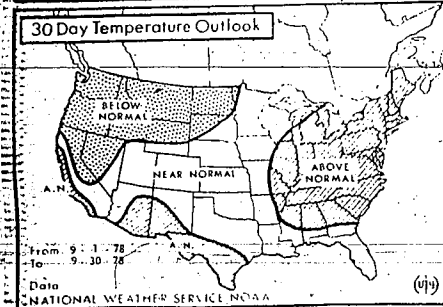 30 Day Temperature Outlook
BELOW
NORMAL
NEAR NORMAL
ABOVE
NORMAL
A.N.
A.N.
From 9 - 1 - 78
To 9 - 30 - 78
Data
NATIONAL WEATHER SERVICE, NOAA